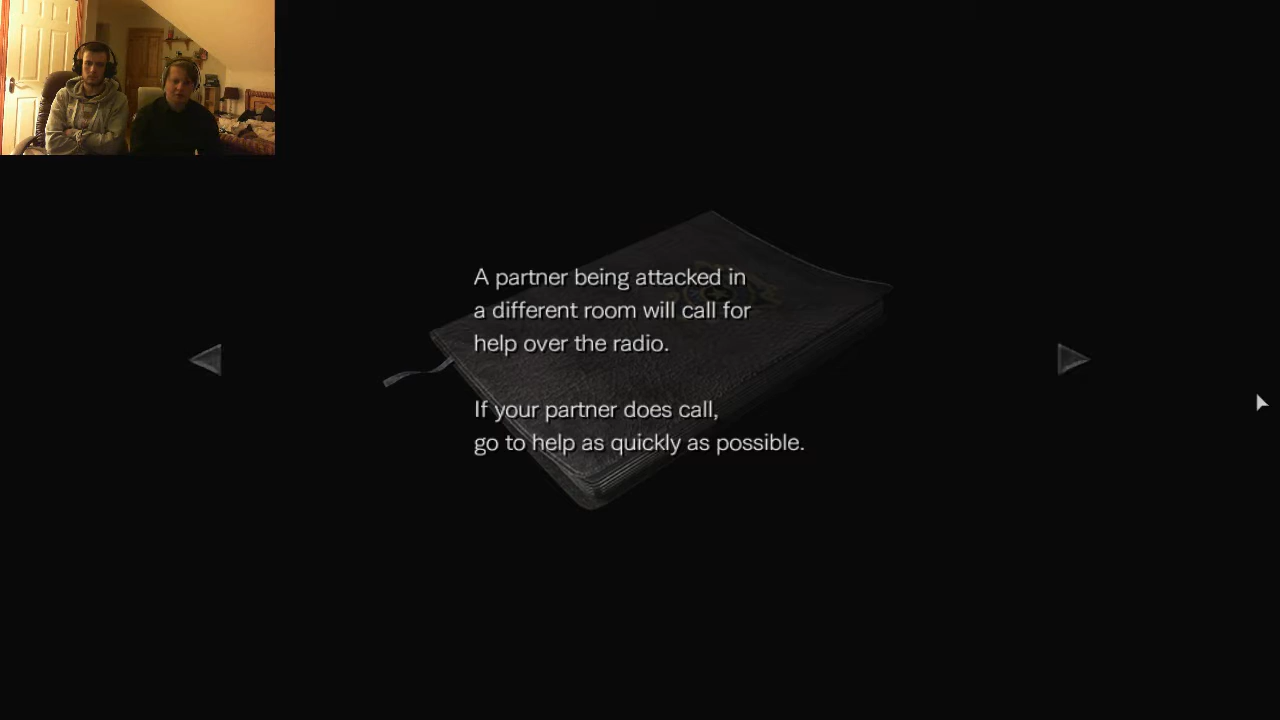 A partner being attacked in
a different room will call for
help over the radio.
If your partner does call,
go to help as quickly as possible.